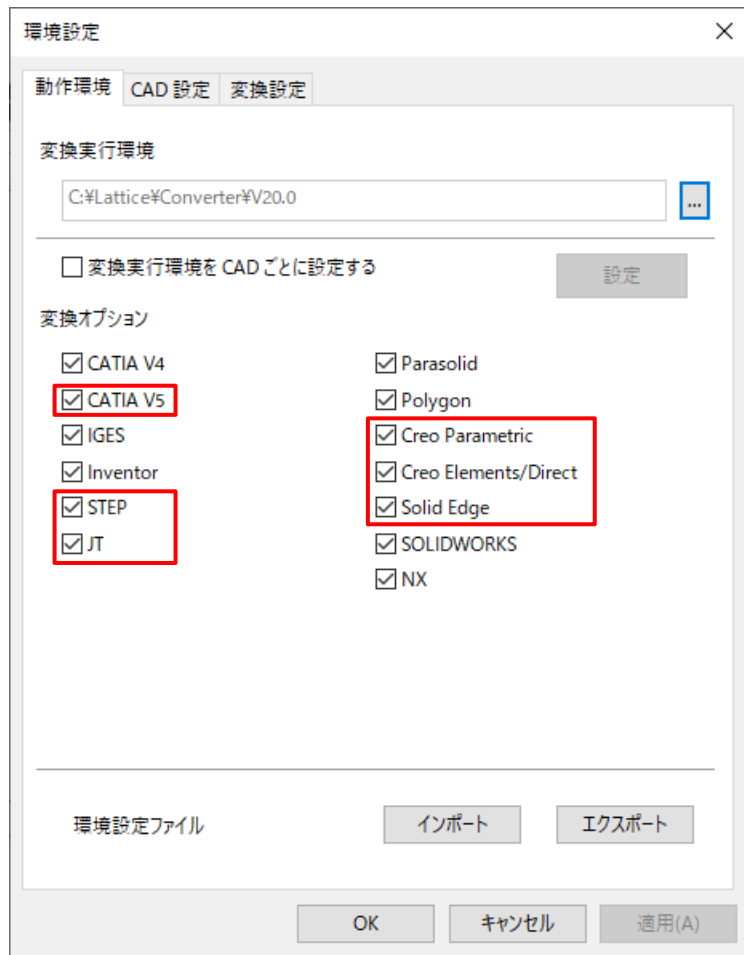 環境設定
動作環境 CAD 設定 変換設定
変換実行環境
C:¥Lattice¥Converter¥V20.0 ...
変換実行環境を CAD ごとに設定する 設定
変換オプション
CATIA V4 Parasolid
CATIA V5 Polygon
IGES Creo Parametric
Inventor Creo Elements/Direct
STEP Solid Edge
JT SOLIDWORKS
NX
環境設定ファイル インポート エクスポート
OK キャンセル 適用(A)